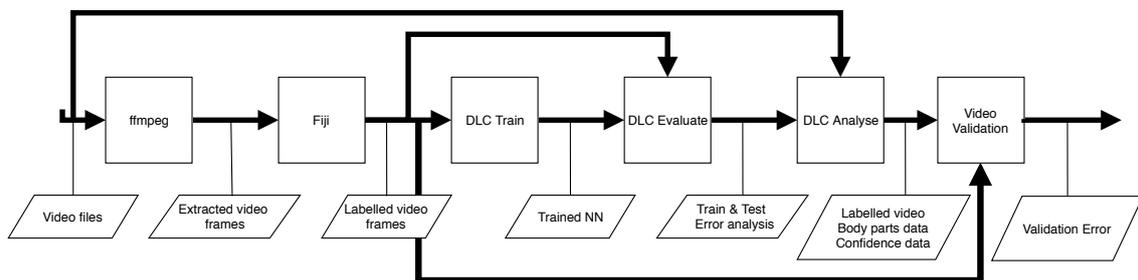 ffmpeg
Fiji
DLC Train
DLC Evaluate
DLC Analyse
Video
Validation
Video files
Extracted video
frames
Labelled video
frames
Trained NN
Train & Test
Error analysis
Labelled video
Body parts data
Confidence data
Validation Error